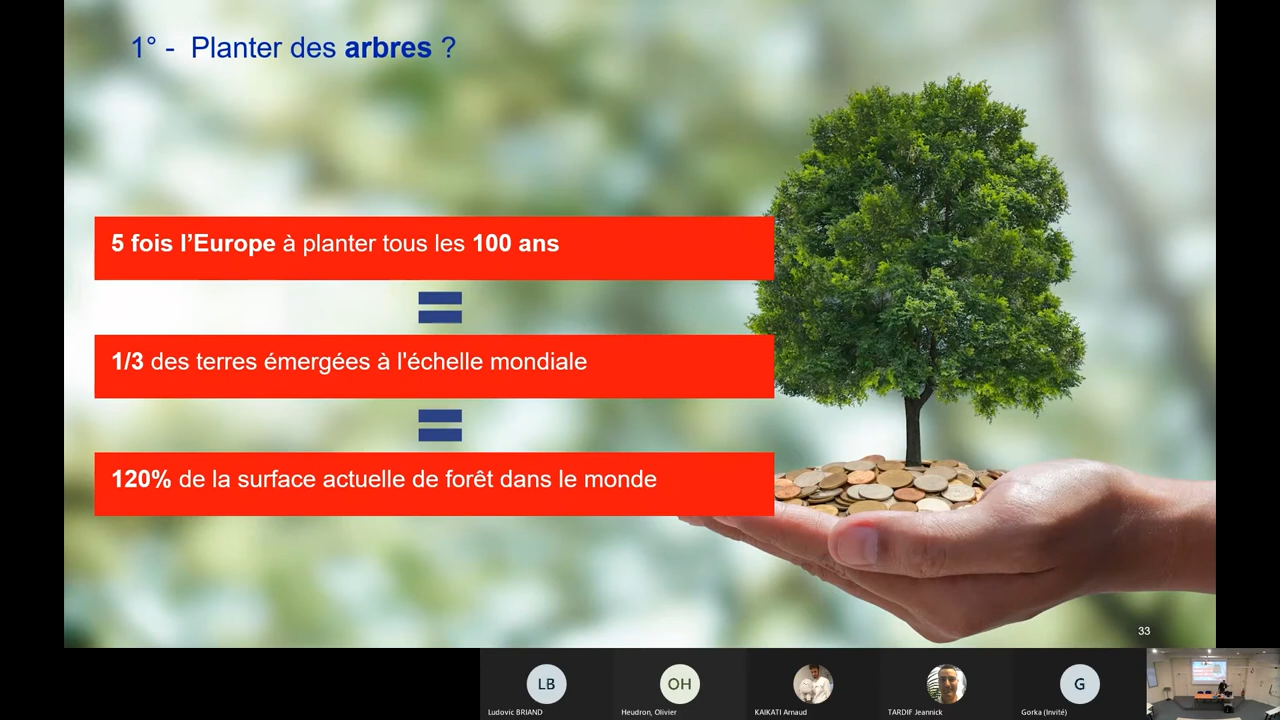 1° - Planter des arbres ?
5 fois l'Europe à planter tous les 100 ans
1/3 des terres émergées à l'échelle mondiale
120% de la surface actuelle de forêt dans le monde
33
LB
OH
G
Ludovic BRIAND
Heudron, Olivier
KAIKATI Arnaud
TARDIF Jeannick
Gorka (Invité)